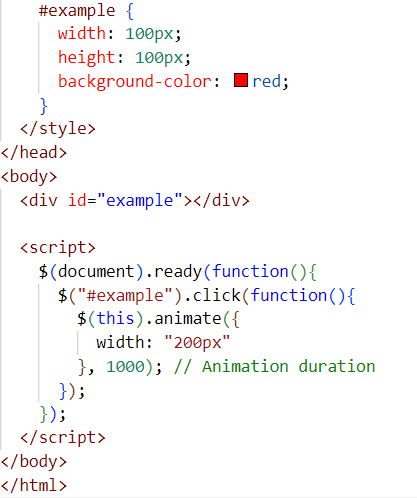 #example {
width: 100px;
height: 100px;
background-color: red;
}
</style>
</head>
<body>
<div id="example"></div>
<script>
$(document).ready(function(){
$("#example").click(function(){
$(this).animate({
width: "200px"
}, 1000); // Animation duration
});
});
</script>
</body>
</html>